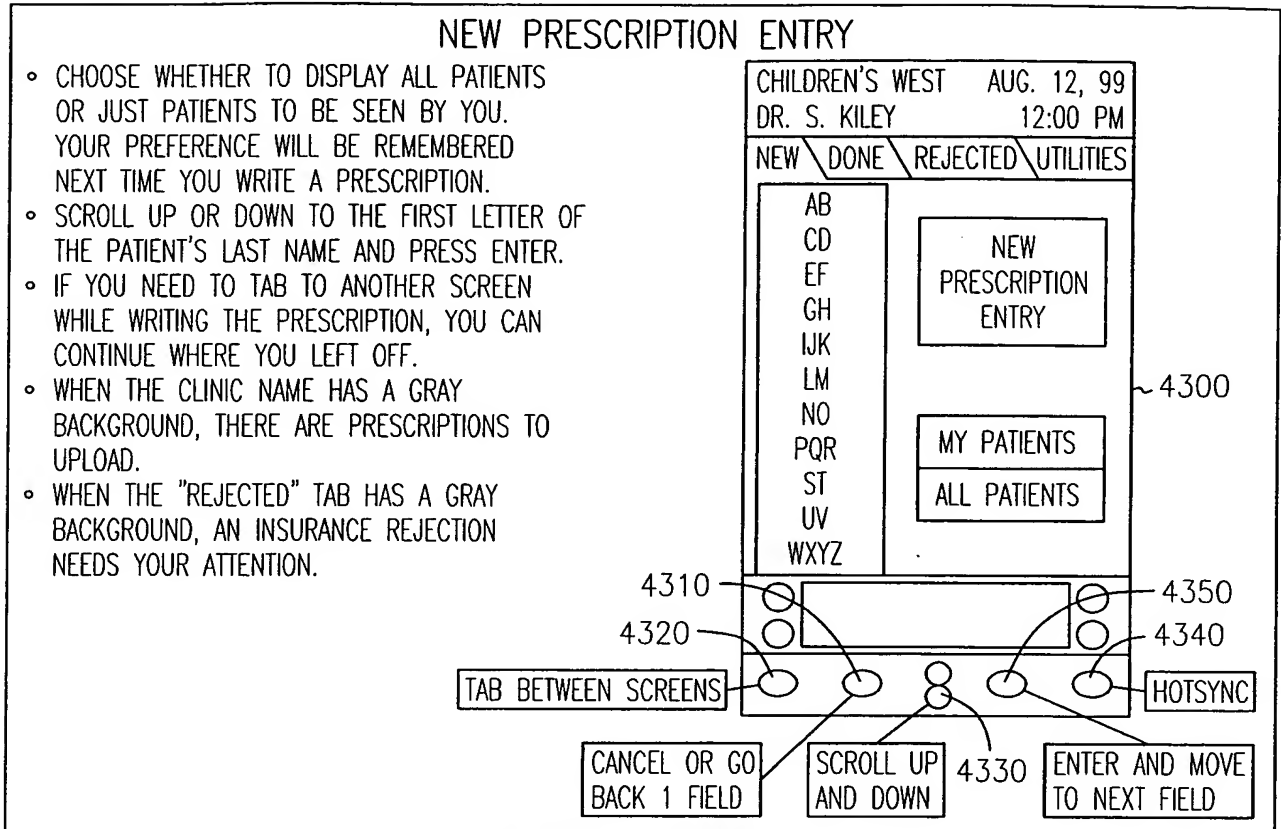 NEW PRESCRIPTION ENTRY
◦ CHOOSE WHETHER TO DISPLAY ALL PATIENTS
OR JUST PATIENTS TO BE SEEN BY YOU.
YOUR PREFERENCE WILL BE REMEMBERED
NEXT TIME YOU WRITE A PRESCRIPTION.
◦ SCROLL UP OR DOWN TO THE FIRST LETTER OF
THE PATIENT'S LAST NAME AND PRESS ENTER.
◦ IF YOU NEED TO TAB TO ANOTHER SCREEN
WHILE WRITING THE PRESCRIPTION, YOU CAN
CONTINUE WHERE YOU LEFT OFF.
◦ WHEN THE CLINIC NAME HAS A GRAY
BACKGROUND, THERE ARE PRESCRIPTIONS TO
UPLOAD.
◦ WHEN THE "REJECTED" TAB HAS A GRAY
BACKGROUND, AN INSURANCE REJECTION
NEEDS YOUR ATTENTION.
CHILDREN'S WEST AUG. 12, 99
DR. S. KILEY 12:00 PM
NEW DONE REJECTED UTILITIES
AB
CD
EF
GH
IJK
LM
NO
PQR
ST
UV
WXYZ
NEW
PRESCRIPTION
ENTRY
MY PATIENTS
ALL PATIENTS
4300
4310
4320
4350
4340
TAB BETWEEN SCREENS
HOTSYNC
CANCEL OR GO
BACK 1 FIELD
SCROLL UP
AND DOWN
4330
ENTER AND MOVE
TO NEXT FIELD